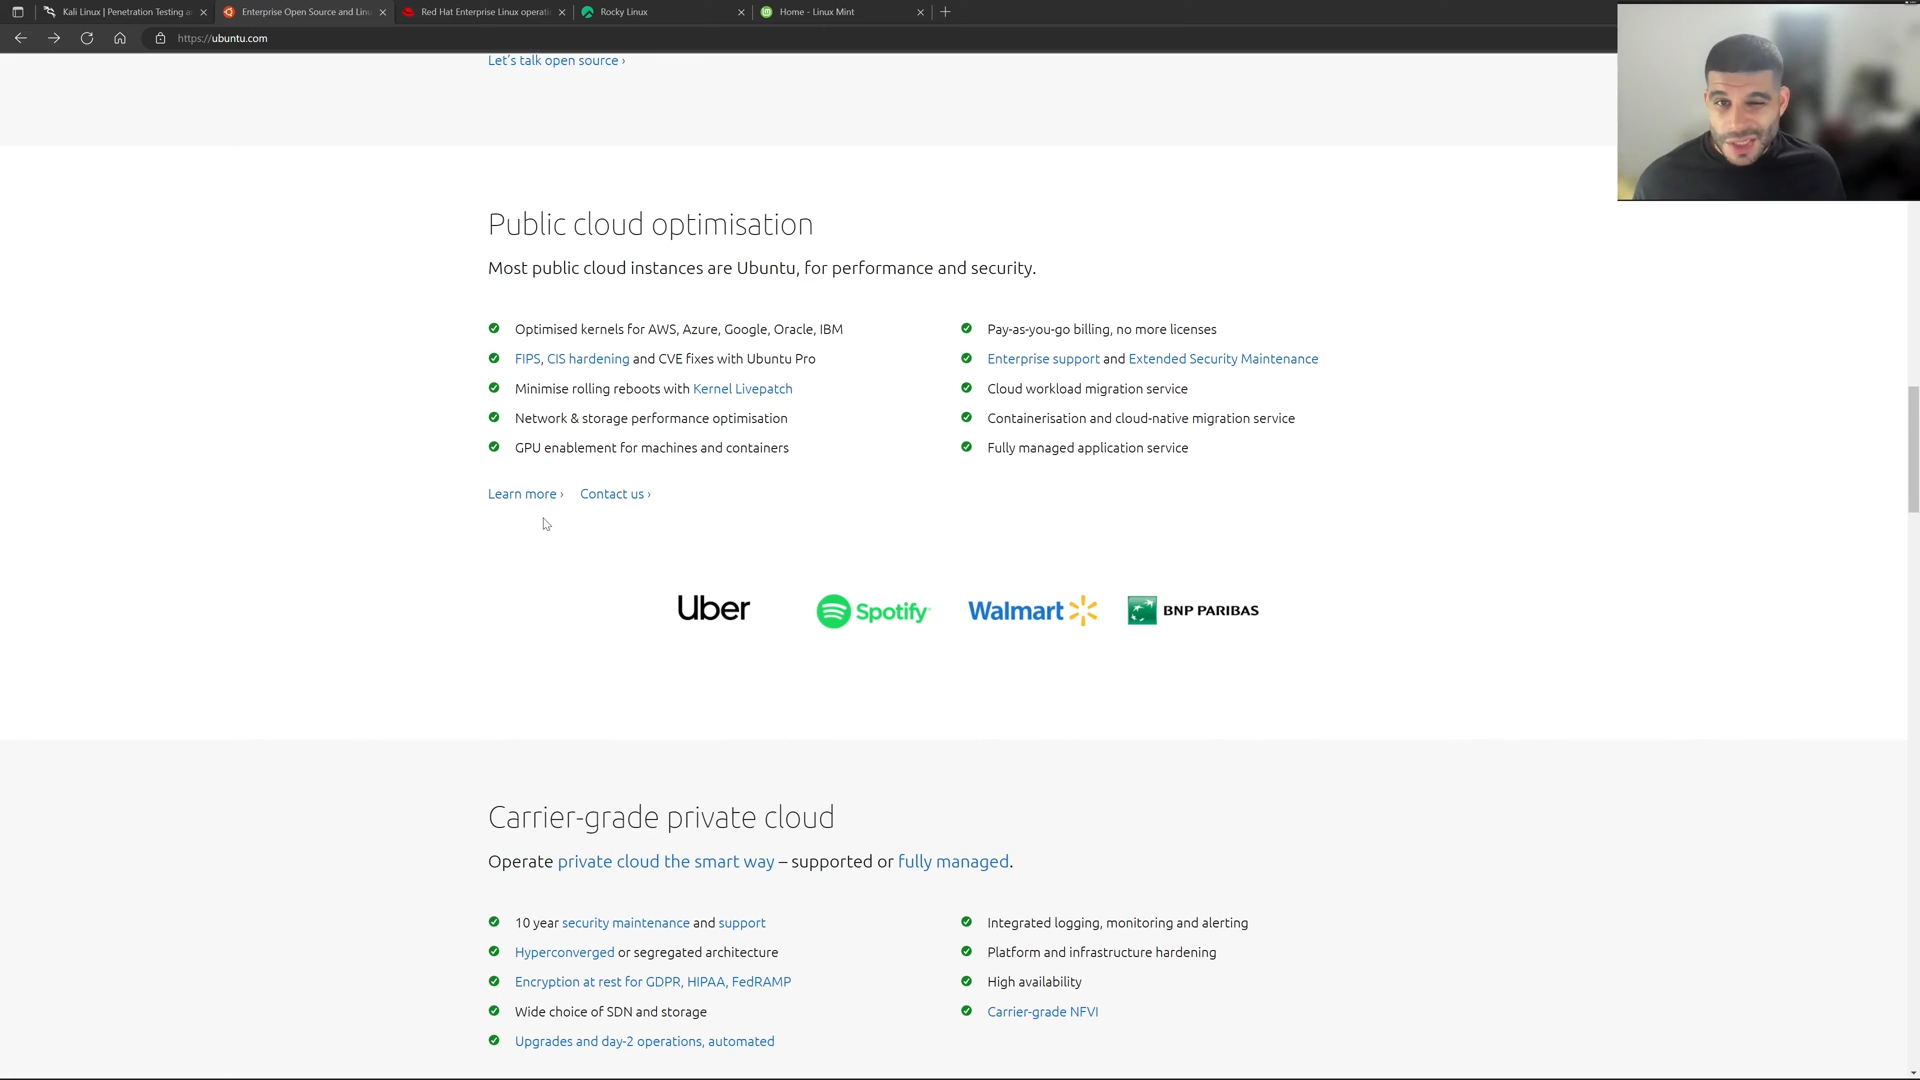 Kali Linux | Penetration Testing a
Enterprise Open Source and Linu
Red Hat Enterprise Linux operati
Rocky Linux
Home - Linux Mint
https://ubuntu.com
Let's talk open source ›
Public cloud optimisation
Most public cloud instances are Ubuntu, for performance and security.
Optimised kernels for AWS, Azure, Google, Oracle, IBM
FIPS, CIS hardening and CVE fixes with Ubuntu Pro
Minimise rolling reboots with Kernel Livepatch
Network & storage performance optimisation
GPU enablement for machines and containers
Pay-as-you-go billing, no more licenses
Enterprise support and Extended Security Maintenance
Cloud workload migration service
Containerisation and cloud-native migration service
Fully managed application service
Learn more › Contact us ›
Uber Spotify Walmart BNP PARIBAS
Carrier-grade private cloud
Operate private cloud the smart way – supported or fully managed.
10 year security maintenance and support
Hyperconverged or segregated architecture
Encryption at rest for GDPR, HIPAA, FedRAMP
Wide choice of SDN and storage
Upgrades and day-2 operations, automated
Integrated logging, monitoring and alerting
Platform and infrastructure hardening
High availability
Carrier-grade NFVI